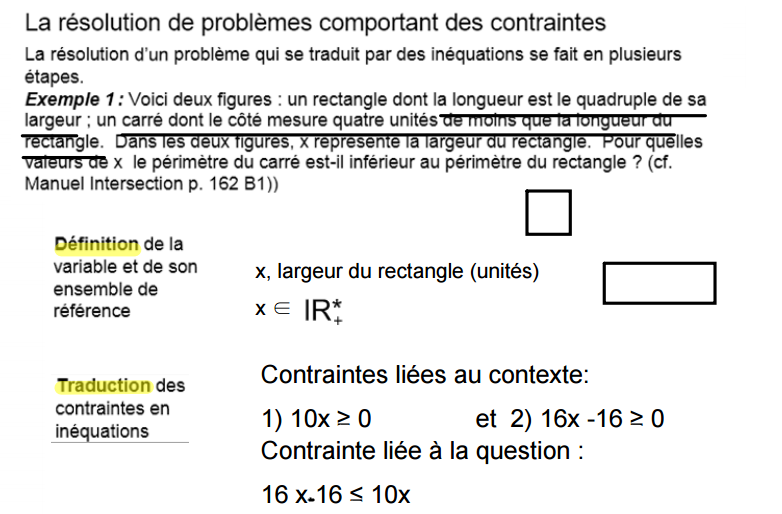 La résolution de problèmes comportant des contraintes
La résolution d'un problème qui se traduit par des inéquations se fait en plusieurs
étapes.
Exemple 1 : Voici deux figures : un rectangle dont la longueur est le quadruple de sa
largeur ; un carré dont le côté mesure quatre unités de moins que la longueur du
rectangle. Dans les deux figures, x représente la largeur du rectangle. Pour quelles
valeurs de x le périmètre du carré est-il inférieur au périmètre du rectangle ? (cf.
Manuel Intersection p. 162 B1))
Définition de la
variable et de son
ensemble de
référence
x, largeur du rectangle (unités)
x ∈ IR*₊
Traduction des
contraintes en
inéquations
Contraintes liées au contexte:
1) 10x ≥ 0 et 2) 16x -16 ≥ 0
Contrainte liée à la question :
16 x-16 ≤ 10x